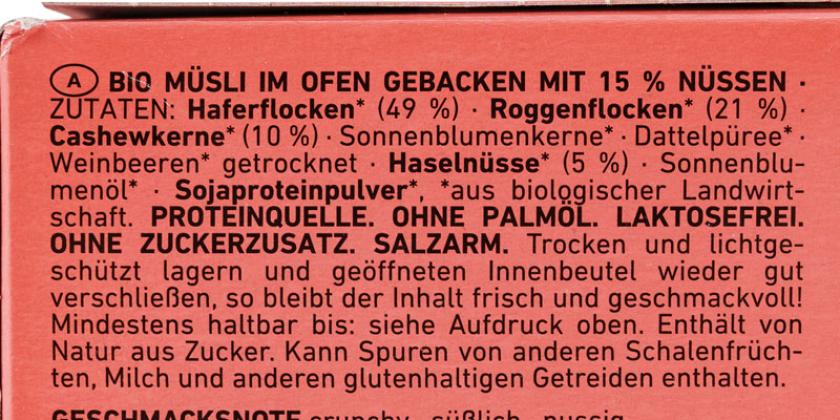 Ⓐ BIO MÜSLI IM OFEN GEBACKEN MIT 15 % NÜSSEN ·
ZUTATEN: Haferflocken* (49 %) · Roggenflocken* (21 %) ·
Cashewkerne* (10 %) · Sonnenblumenkerne* · Dattelpüree* ·
Weinbeeren* getrocknet · Haselnüsse* (5 %) · Sonnenblu-
menöl* · Sojaproteinpulver*, *aus biologischer Landwirt-
schaft. PROTEINQUELLE. OHNE PALMÖL. LAKTOSEFREI.
OHNE ZUCKERZUSATZ. SALZARM. Trocken und lichtge-
schützt lagern und geöffneten Innenbeutel wieder gut
verschließen, so bleibt der Inhalt frisch und geschmackvoll!
Mindestens haltbar bis: siehe Aufdruck oben. Enthält von
Natur aus Zucker. Kann Spuren von anderen Schalenfrüch-
ten, Milch und anderen glutenhaltigen Getreiden enthalten.
GESCHMACKSNOTE crunchy, süßlich, nussig